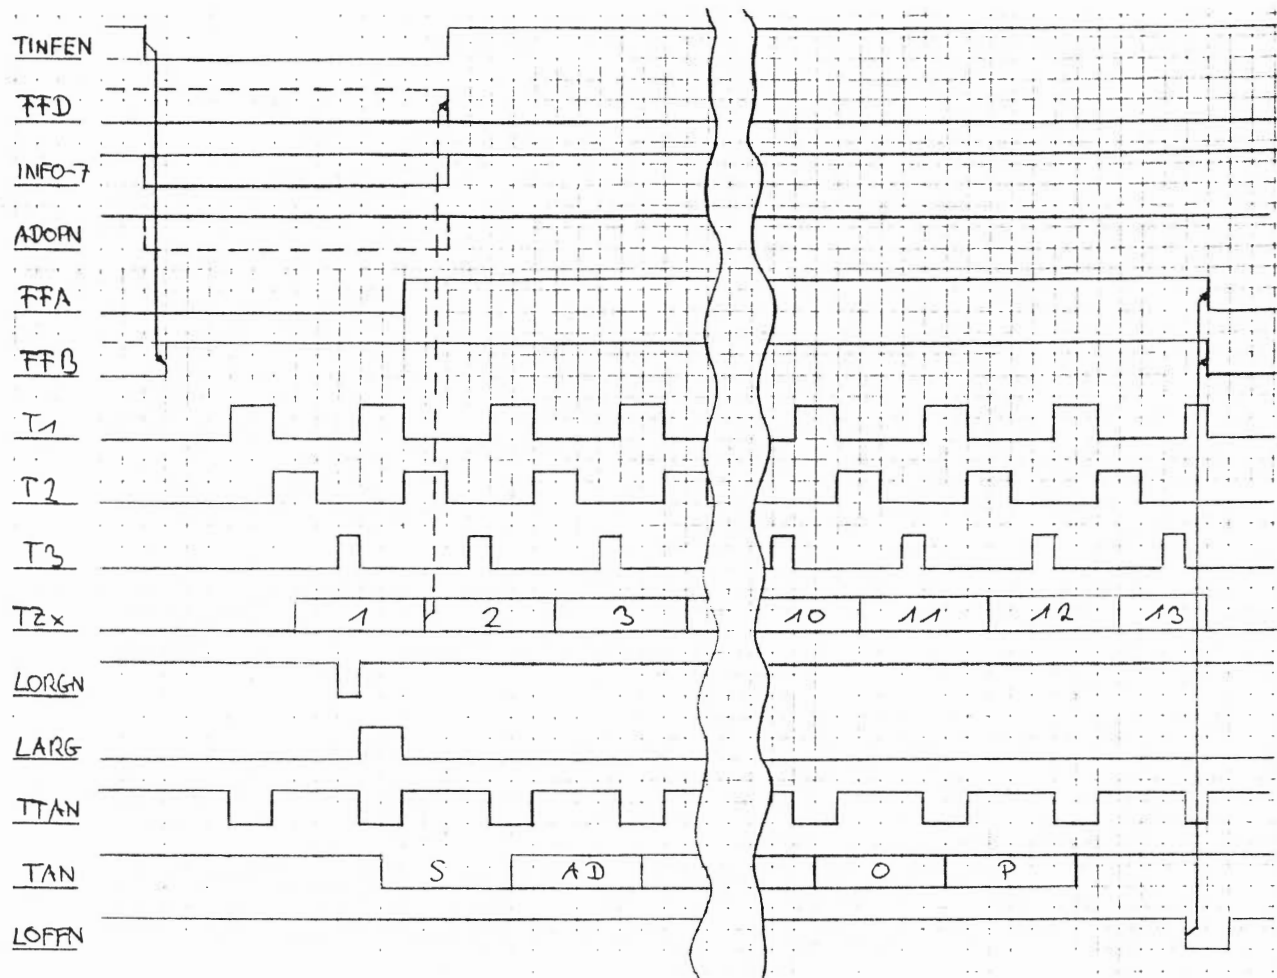 TINFEN
FFD
INFO-7
ADOPN
FFA
FFB
T1
T2
T3
TZx 1 2 3 10 11 12 13
LORGN
LARG
TTAN
TAN S AD O P
LOFFN